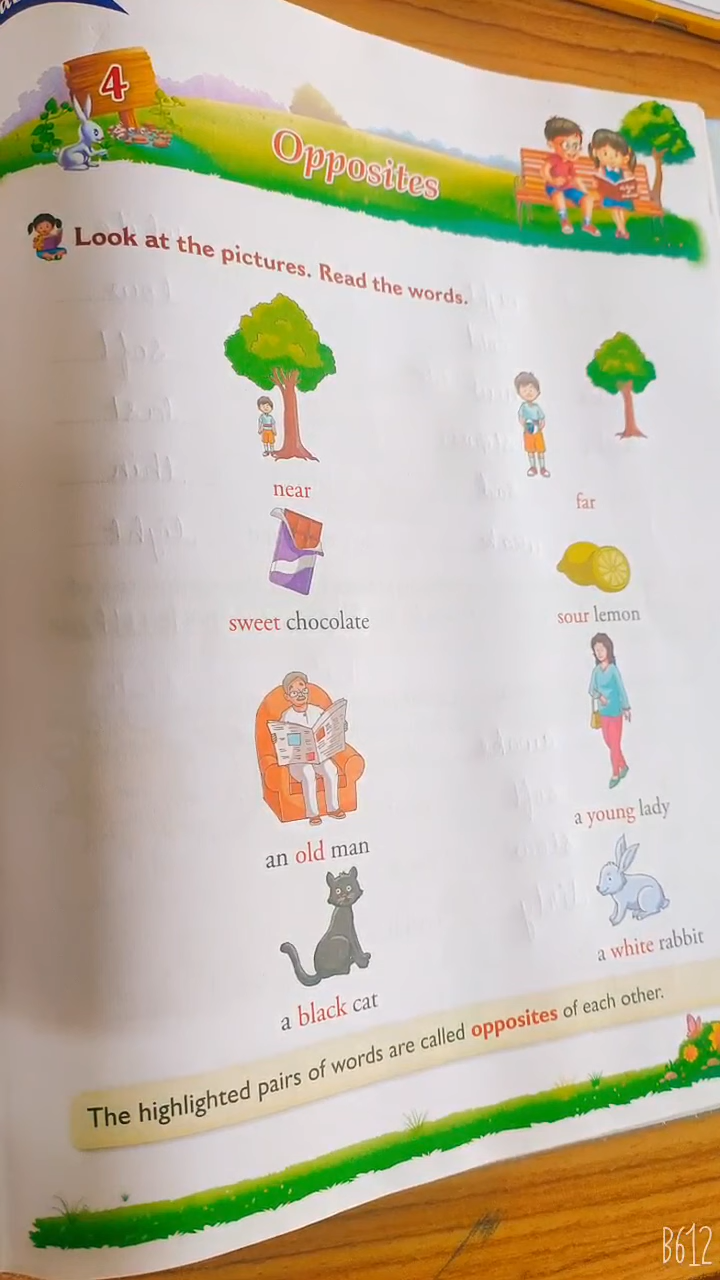 4
Opposites
Look at the pictures. Read the words.
near
far
sweet chocolate
sour lemon
an old man
a young lady
a black cat
a white rabbit
The highlighted pairs of words are called opposites of each other.
B612